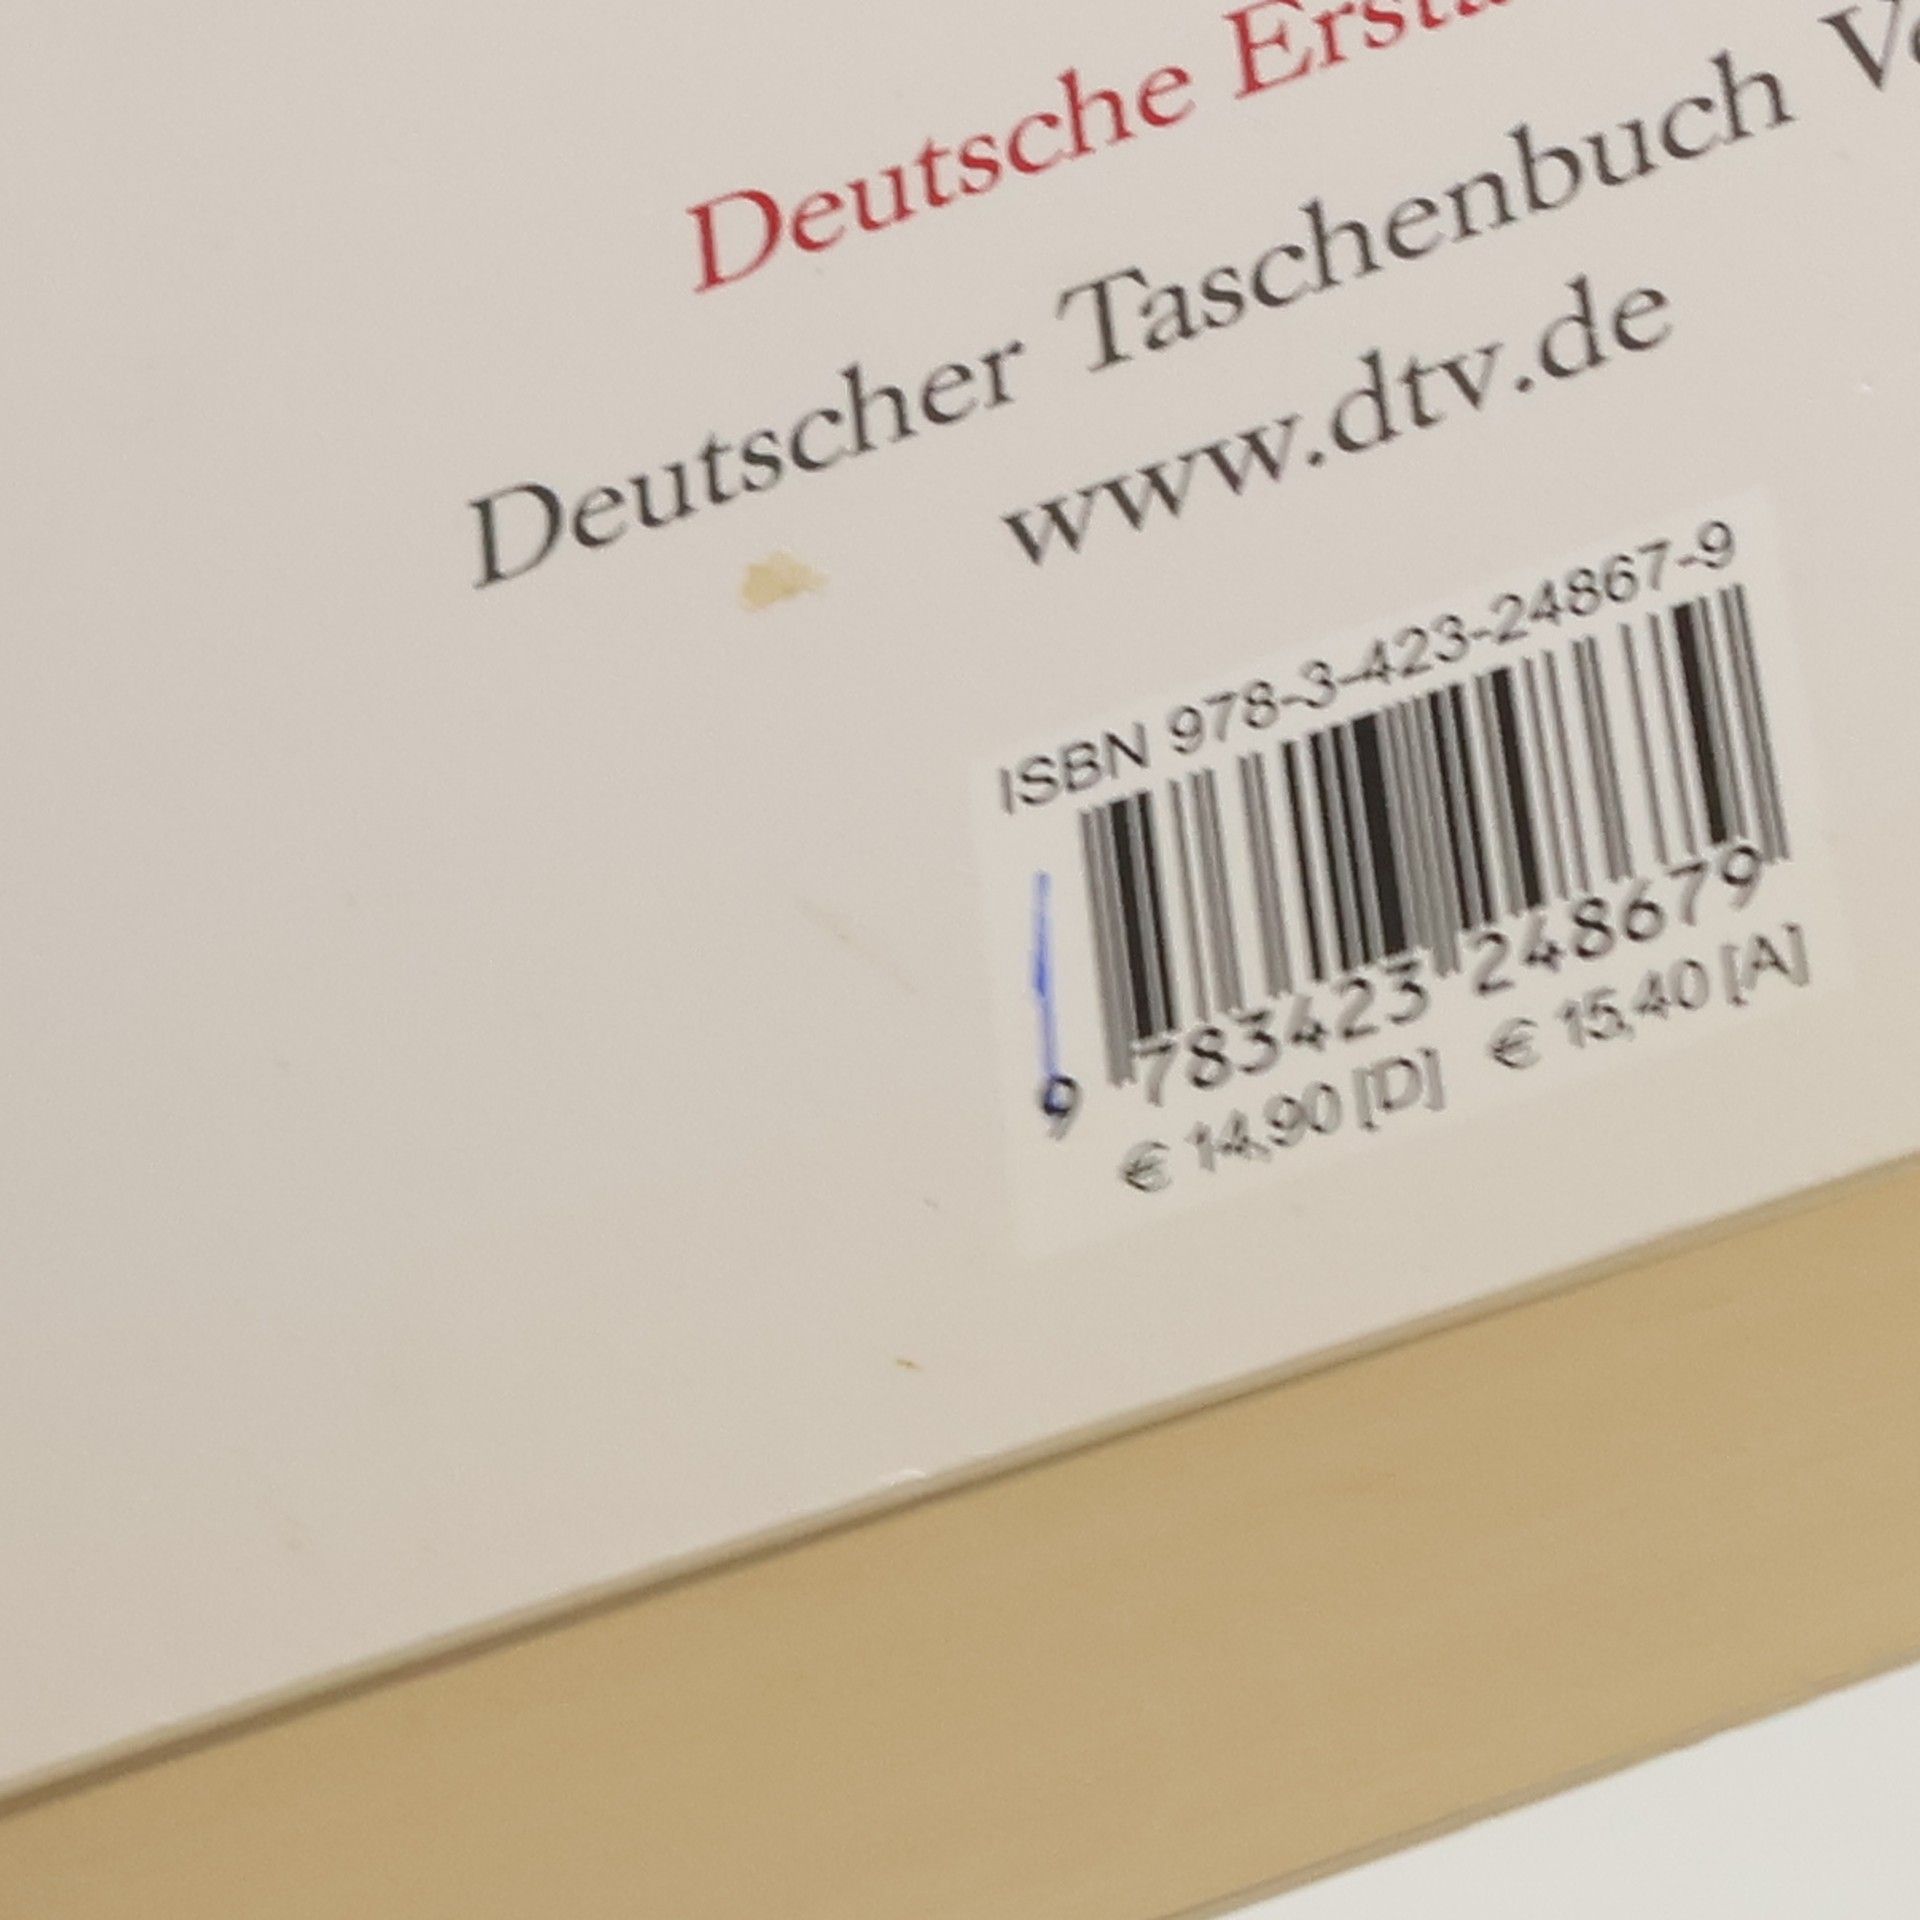 Deutsche
Deutscher Taschenbuch
www.dtv.de
ISBN 978-3-423-24867-9
9 783423 248679
€ 14,90 [D] € 15,40 [A]